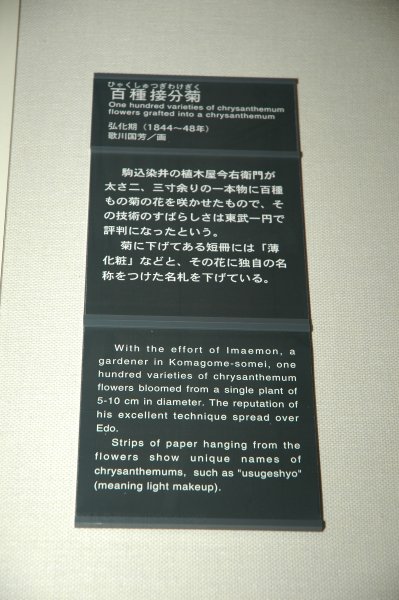 ひゃくしゅつぎわけぎく
百種接分菊
One hundred varieties of chrysanthemum
flowers grafted into a chrysanthemum
弘化期（1844〜48年）
歌川国芳／画
駒込染井の植木屋今右衛門が
太さ二、三寸余りの一本物に百種
もの菊の花を咲かせたもので、そ
の技術のすばらしさは東武一円で
評判になったという。
菊に下げてある短冊には「薄
化粧」などと、その花に独自の名
称をつけた名札を下げている。
With the effort of Imaemon, a
gardener in Komagome-somei, one
hundred varieties of chrysanthemum
flowers bloomed from a single plant of
5-10 cm in diameter. The reputation of
his excellent technique spread over
Edo.
Strips of paper hanging from the
flowers show unique names of
chrysanthemums, such as "usugeshyo"
(meaning light makeup).